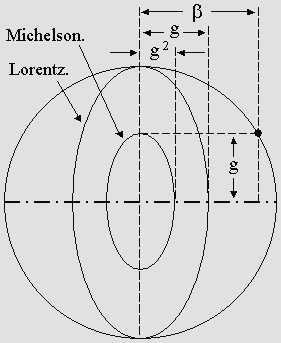 β
Michelson.
g
g²
Lorentz.
g